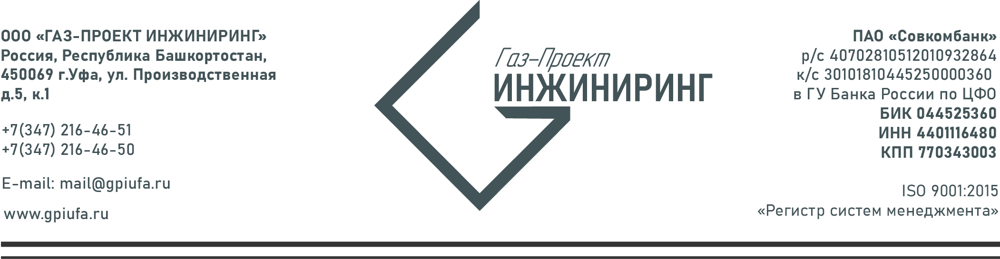 ООО «ГАЗ-ПРОЕКТ ИНЖИНИРИНГ»
Россия, Республика Башкортостан,
450069 г.Уфа, ул. Производственная
д.5, к.1
+7(347) 216-46-51
+7(347) 216-46-50
E-mail: mail@gpiufa.ru
www.gpiufa.ru
Газ-Проект
ИНЖИНИРИНГ
ПАО «Совкомбанк»
р/с 40702810512010932864
к/с 30101810445250000360
в ГУ Банка России по ЦФО
БИК 044525360
ИНН 4401116480
КПП 770343003
ISO 9001:2015
«Регистр систем менеджмента»